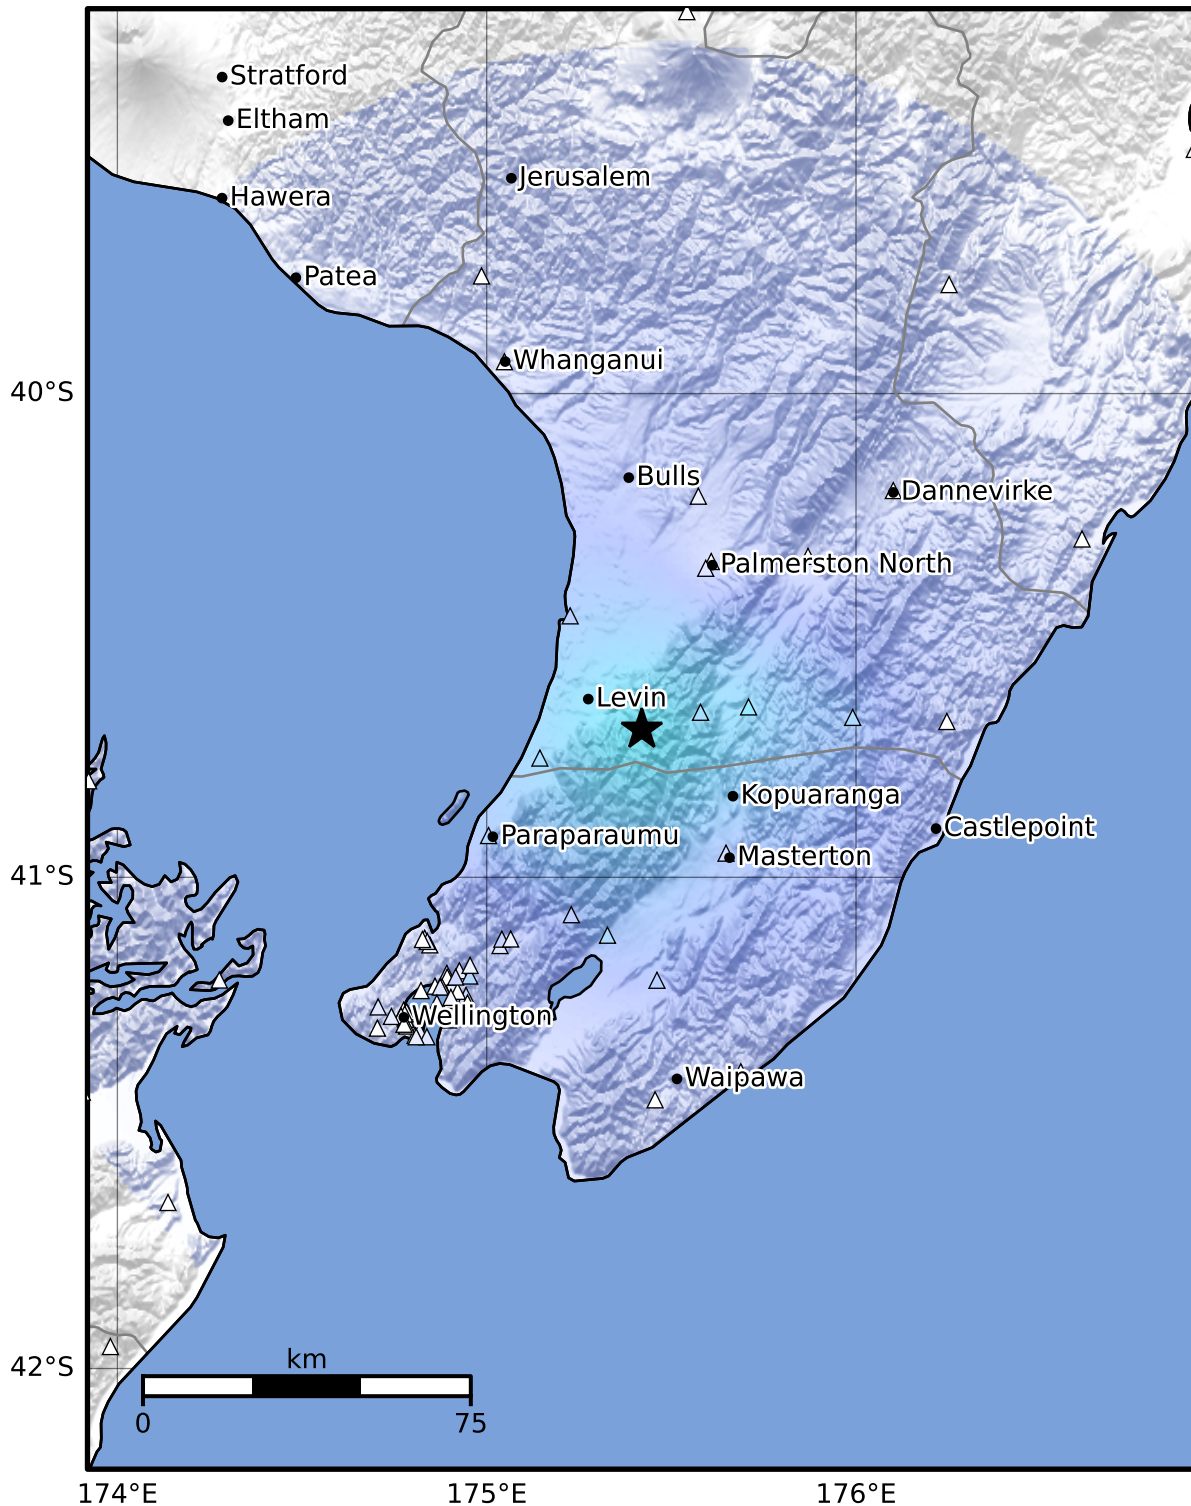 Stratford
Eltham
Jerusalem
Hawera
Patea
Whanganui
40°S
Bulls
Dannevirke
Palmerston North
Levin
Kopuaranga
Castlepoint
Paraparaumu
Masterton
41°S
Wellington
Waipawa
km
42°S
0 75
174°E 175°E 176°E